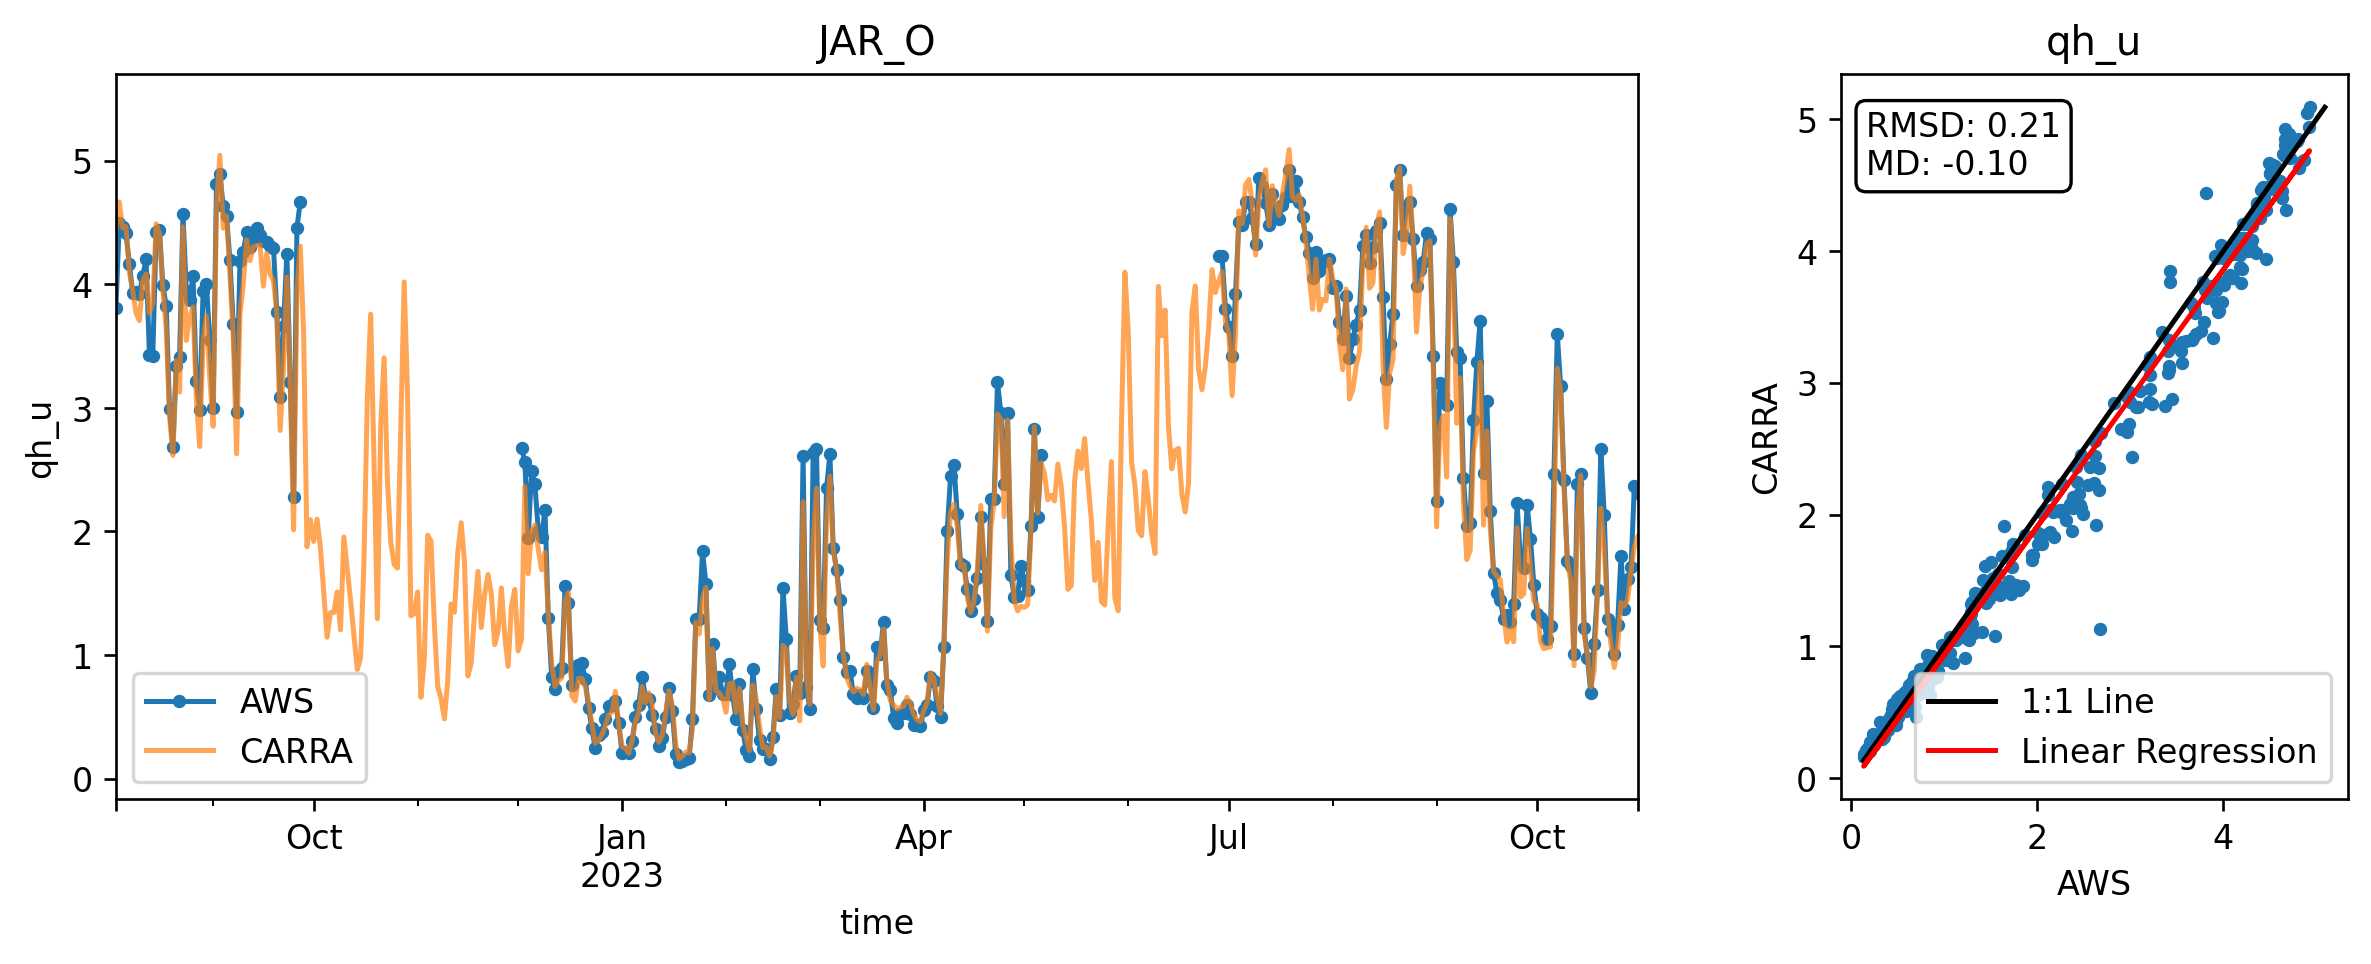 JAR_O
qh_u
5
4
3
2
1
0
AWS
CARRA
Oct
Jan
2023
Apr
Jul
Oct
time
qh_u
CARRA
5
4
3
2
1
0
RMSD: 0.21
MD: -0.10
1:1 Line
Linear Regression
0
2
4
AWS